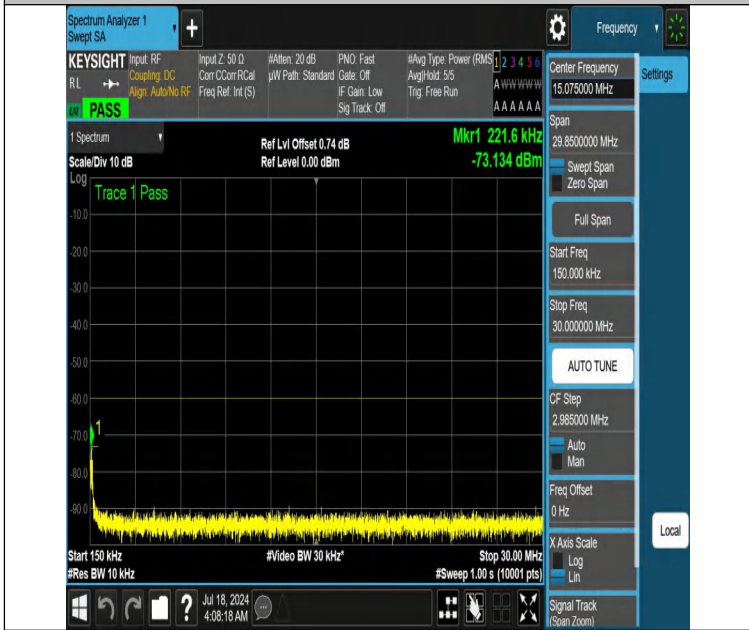 Spectrum Analyzer 1
Swept SA
+
Frequency
KEYSIGHT
RL
PASS
Input: RF
Coupling: DC
Align: Auto/No RF
Input Z: 50 Ω
Corr CCorr RCal
Freq Ref: Int (S)
#Atten: 20 dB
µW Path: Standard
PNO: Fast
Gate: Off
IF Gain: Low
Sig Track: Off
#Avg Type: Power (RMS
Avg|Hold: 5/5
Trig: Free Run
1 2 3 4 5 6
A W W W W W
A A A A A A
1 Spectrum
Scale/Div 10 dB
Ref Lvl Offset 0.74 dB
Ref Level 0.00 dBm
Mkr1 221.6 kHz
-73.134 dBm
Log
Trace 1 Pass
-10.0
-20.0
-30.0
-40.0
-50.0
-60.0
-70.0
-80.0
-90.0
1
Start 150 kHz
#Res BW 10 kHz
#Video BW 30 kHz*
Stop 30.00 MHz
#Sweep 1.00 s (10001 pts)
Center Frequency
15.075000 MHz
Settings
Span
29.8500000 MHz
Swept Span
Zero Span
Full Span
Start Freq
150.000 kHz
Stop Freq
30.000000 MHz
AUTO TUNE
CF Step
2.985000 MHz
Auto
Man
Freq Offset
0 Hz
X Axis Scale
Log
Lin
Local
Signal Track
(Span Zoom)
?
Jul 18, 2024
4:08:18 AM